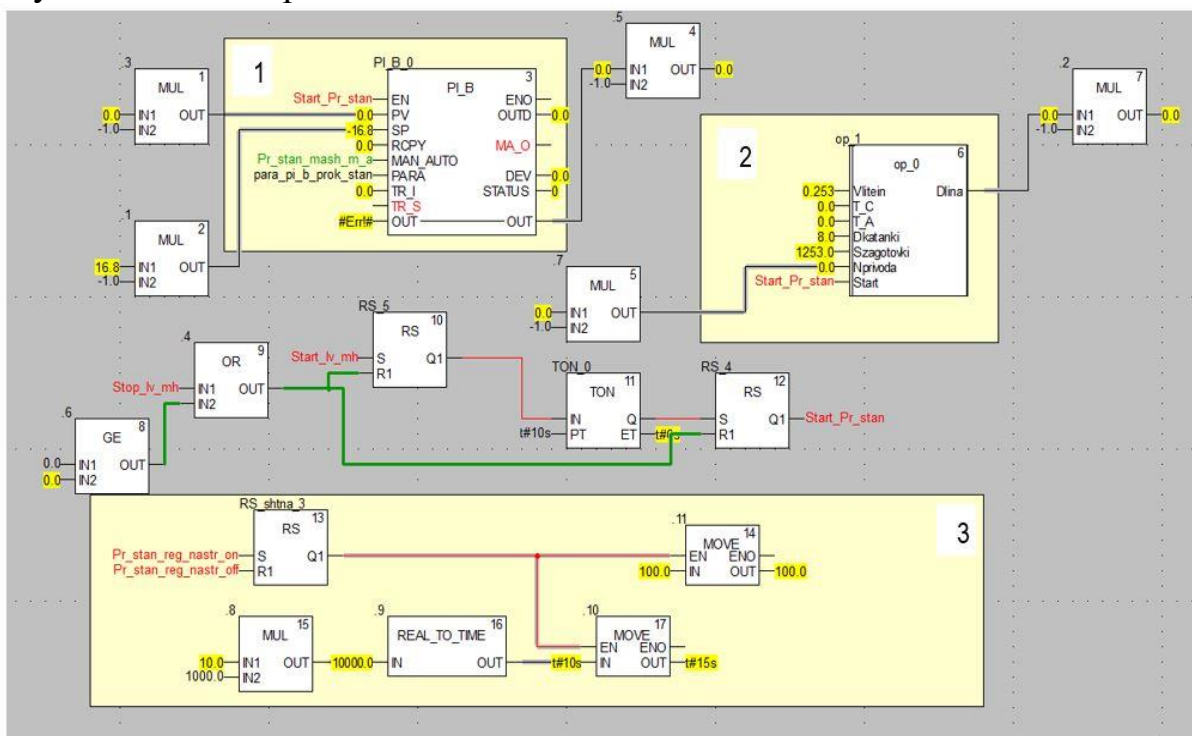 .3
MUL
1
0.0 IN1 OUT
-1.0 IN2
1
PI_B_0
PI_B
3
Start_Pr_stan EN ENO
0.0 PV OUTD 0.0
-16.8 SP
0.0 RCPY MA_O
Pr_stan_mash_m_a MAN_AUTO
para_pi_b_prok_stan PARA DEV 0.0
0.0 TR_I STATUS 0
TR_S
#Err!# OUT OUT
.5
MUL
4
0.0 IN1 OUT 0.0
-1.0 IN2
.2
MUL
7
0.0 IN1 OUT 0.0
-1.0 IN2
.1
MUL
2
16.8 IN1 OUT
-1.0 IN2
2
op_1
op_0
6
0.253 Vlitein Dlina
0.0 T_C
0.0 T_A
8.0 Dkatanki
1253.0 Szagotovki
0.0 Nprivoda
Start_Pr_stan Start
.7
MUL
5
0.0 IN1 OUT
-1.0 IN2
RS_5
RS
10
Start_lv_mh S Q1
R1
.4
OR
9
Stop_lv_mh IN1 OUT
IN2
.6
GE
8
0.0 IN1 OUT
0.0 IN2
TON_0
TON
11
IN Q
t#10s PT ET t#0s
RS_4
RS
12
S Q1 Start_Pr_stan
R1
3
RS_shtna_3
RS
13
Pr_stan_reg_nastr_on S Q1
Pr_stan_reg_nastr_off R1
.11
MOVE
14
EN ENO
100.0 IN OUT 100.0
.8
MUL
15
10.0 IN1 OUT 10000.0
1000.0 IN2
.9
REAL_TO_TIME
16
IN OUT t#10s
.10
MOVE
17
EN ENO
IN OUT t#15s